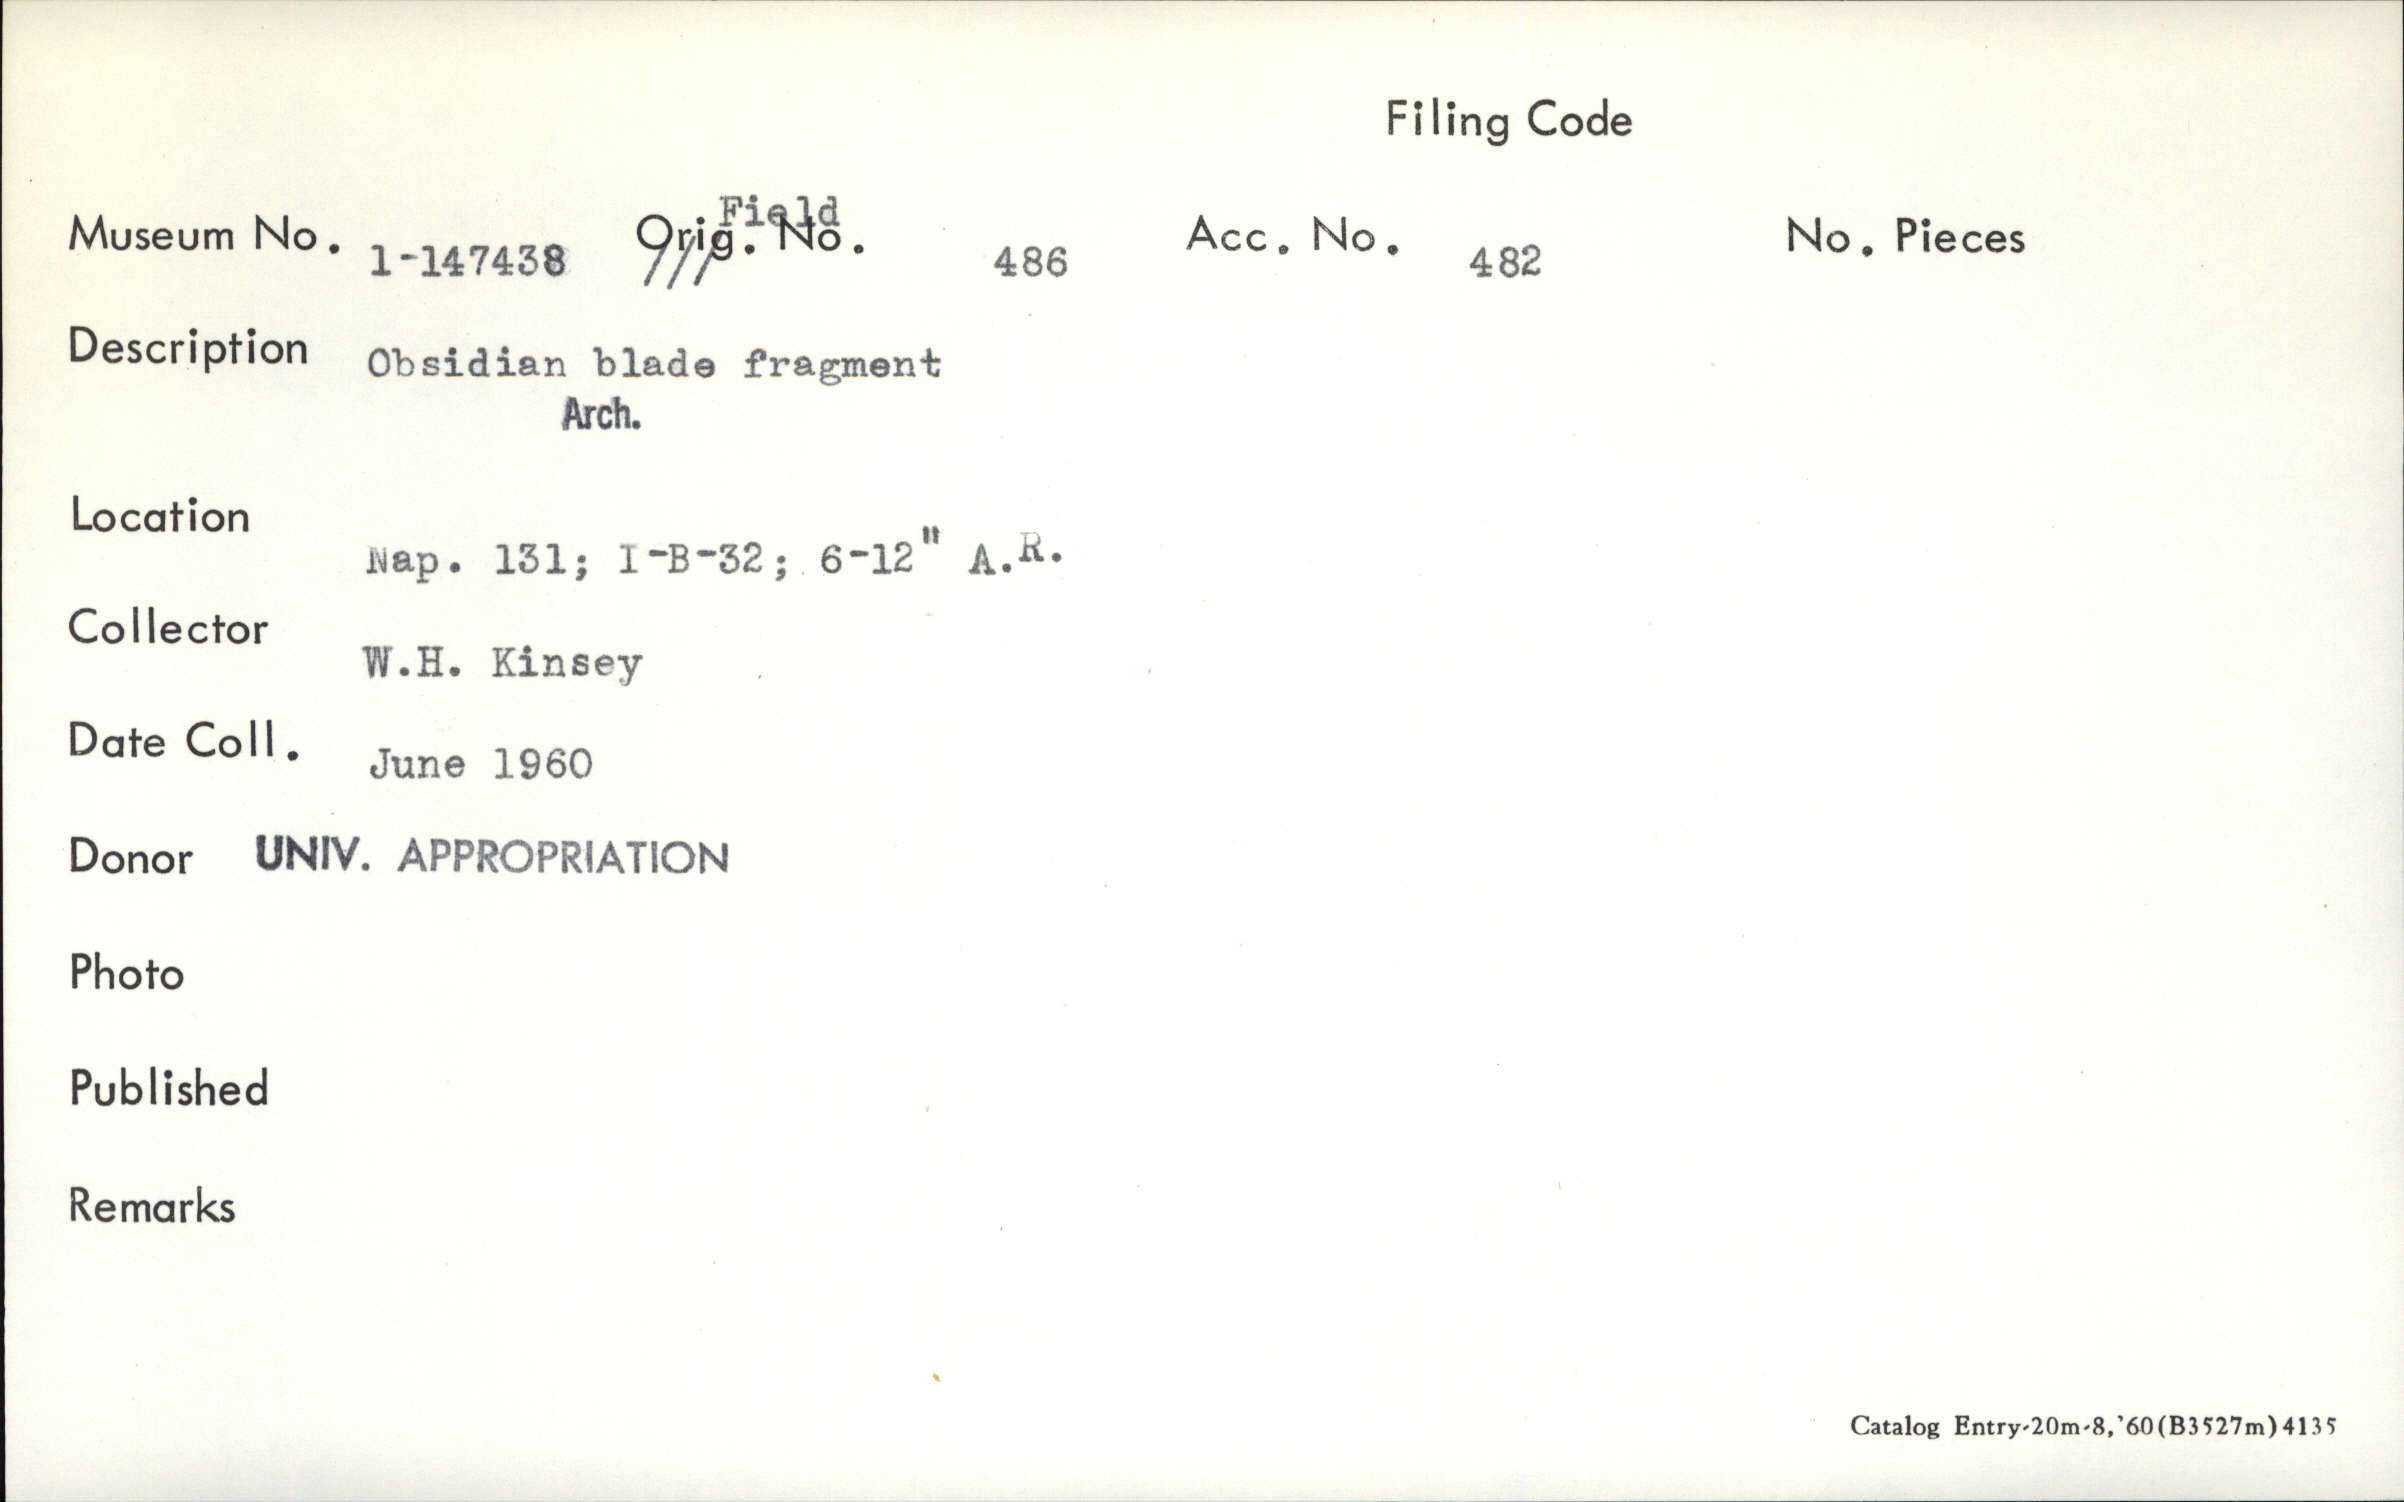 Filing Code
Field
Museum No. 1-147438 Orig. No. 486 Acc. No. 482 No. Pieces
Description Obsidian blade fragment
Arch.
Location
Nap. 131; I-B-32; 6-12" A.R.
Collector
W.H. Kinsey
Date Coll. June 1960
Donor UNIV. APPROPRIATION
Photo
Published
Remarks
Catalog Entry-20m-8,'60(B3527m)4135